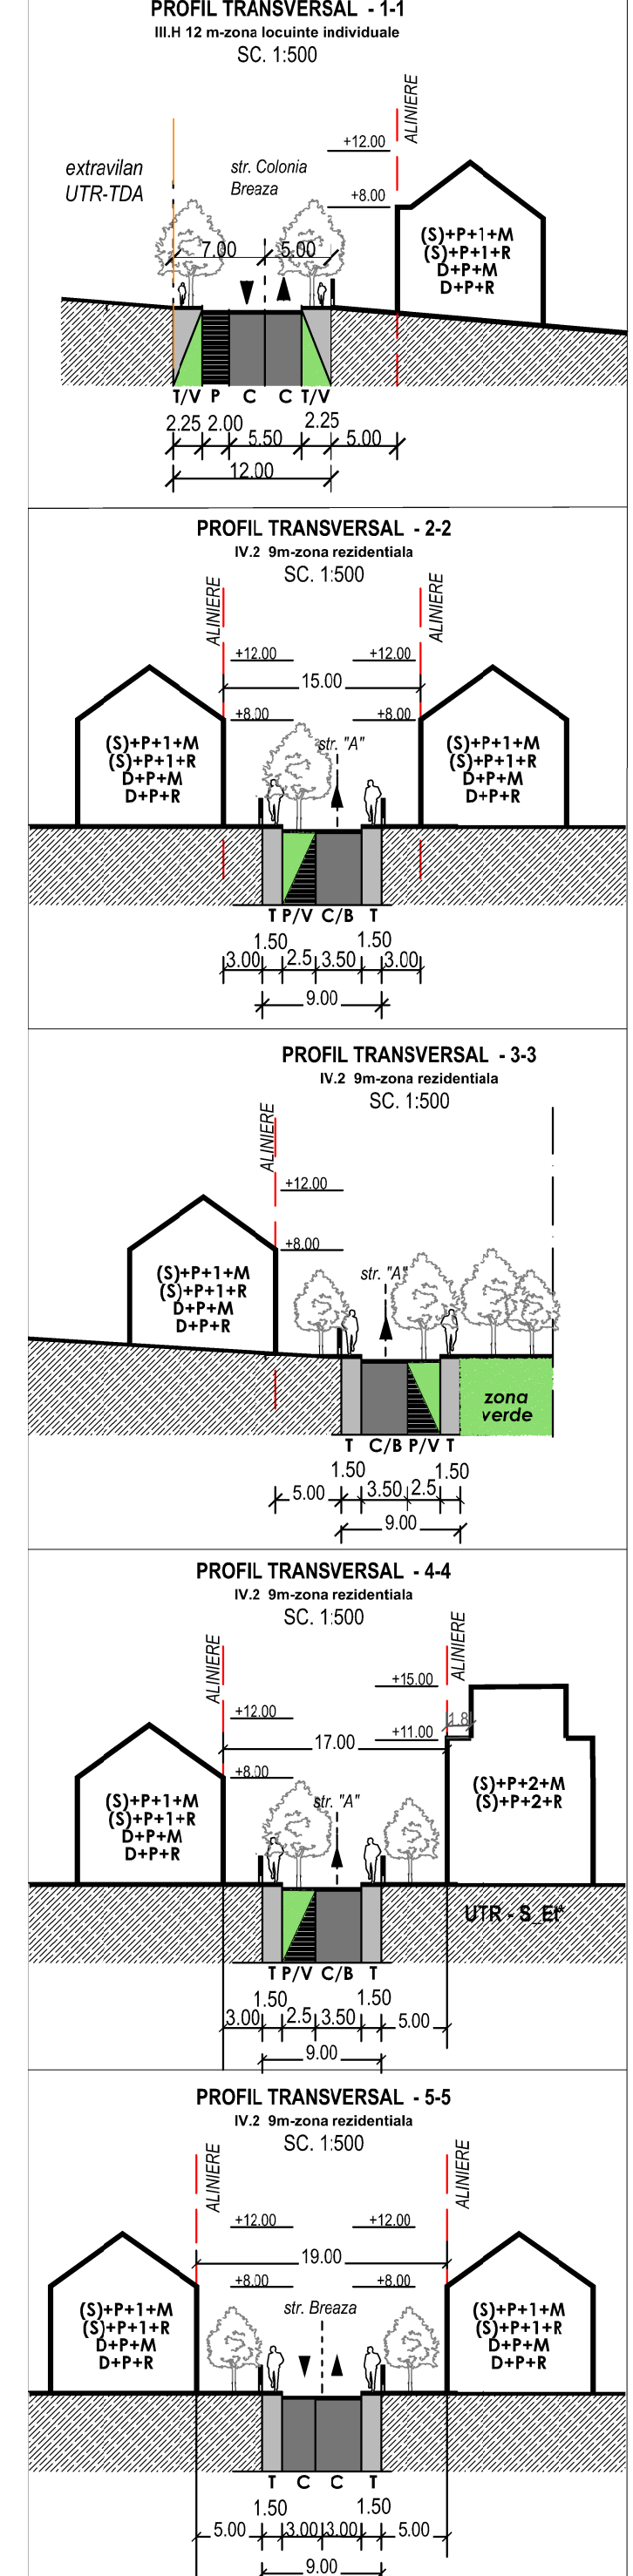 PROFIL TRANSVERSAL - 1-1
III.H 12 m-zona locuinte individuale
SC. 1:500
ALINIERE
+12.00
extravilan
UTR-TDA
str. Colonia
Breaza
+8.00
7.00 5.00
(S)+P+1+M
(S)+P+1+R
D+P+M
D+P+R
T/V P C C T/V
2.25 2.00 5.50 2.25 5.00
12.00
PROFIL TRANSVERSAL - 2-2
IV.2 9m-zona rezidentiala
SC. 1:500
ALINIERE ALINIERE
+12.00 +12.00
15.00
+8.00 +8.00
str. "A"
(S)+P+1+M
(S)+P+1+R
D+P+M
D+P+R
(S)+P+1+M
(S)+P+1+R
D+P+M
D+P+R
T P/V C/B T
1.50 1.50
3.00 2.5 3.50 3.00
9.00
PROFIL TRANSVERSAL - 3-3
IV.2 9m-zona rezidentiala
SC. 1:500
ALINIERE
+12.00
+8.00
str. "A"
(S)+P+1+M
(S)+P+1+R
D+P+M
D+P+R
zona
verde
T C/B P/V T
1.50 1.50
5.00 3.50 2.5
9.00
PROFIL TRANSVERSAL - 4-4
IV.2 9m-zona rezidentiala
SC. 1:500
ALINIERE ALINIERE
+15.00
+12.00
1.8
+11.00
17.00
+8.00
str. "A"
(S)+P+1+M
(S)+P+1+R
D+P+M
D+P+R
(S)+P+2+M
(S)+P+2+R
UTR - S_Et*
T P/V C/B T
1.50 1.50
3.00 2.5 3.50 5.00
9.00
PROFIL TRANSVERSAL - 5-5
IV.2 9m-zona rezidentiala
SC. 1:500
ALINIERE ALINIERE
+12.00 +12.00
19.00
+8.00 +8.00
str. Breaza
(S)+P+1+M
(S)+P+1+R
D+P+M
D+P+R
(S)+P+1+M
(S)+P+1+R
D+P+M
D+P+R
T C C T
1.50 1.50
5.00 3.00 3.00 5.00
9.00